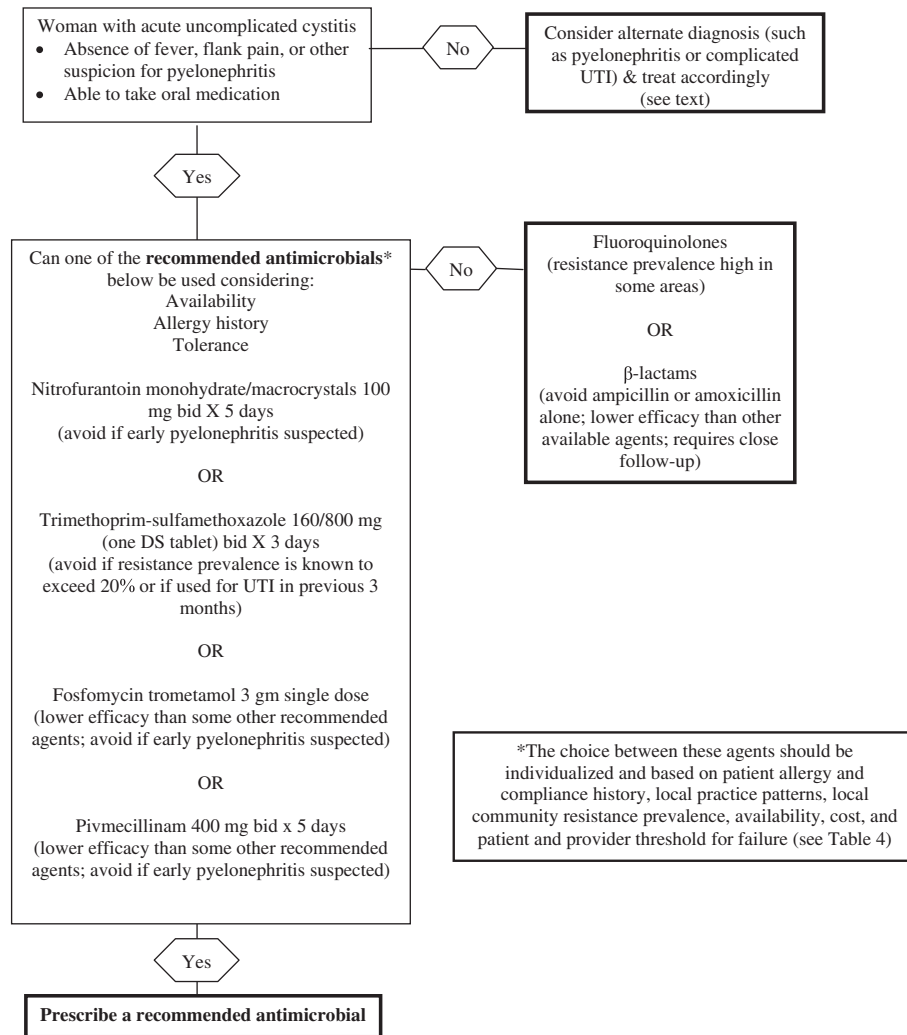 Woman with acute uncomplicated cystitis
• Absence of fever, flank pain, or other
suspicion for pyelonephritis
• Able to take oral medication
No
Consider alternate diagnosis (such
as pyelonephritis or complicated
UTI) & treat accordingly
(see text)
Yes
Can one of the recommended antimicrobials*
below be used considering:
Availability
Allergy history
Tolerance
Nitrofurantoin monohydrate/macrocrystals 100
mg bid X 5 days
(avoid if early pyelonephritis suspected)
OR
Trimethoprim-sulfamethoxazole 160/800 mg
(one DS tablet) bid X 3 days
(avoid if resistance prevalence is known to
exceed 20% or if used for UTI in previous 3
months)
OR
Fosfomycin trometamol 3 gm single dose
(lower efficacy than some other recommended
agents; avoid if early pyelonephritis suspected)
OR
Pivmecillinam 400 mg bid x 5 days
(lower efficacy than some other recommended
agents; avoid if early pyelonephritis suspected)
No
Fluoroquinolones
(resistance prevalence high in
some areas)
OR
β-lactams
(avoid ampicillin or amoxicillin
alone; lower efficacy than other
available agents; requires close
follow-up)
*The choice between these agents should be
individualized and based on patient allergy and
compliance history, local practice patterns, local
community resistance prevalence, availability, cost, and
patient and provider threshold for failure (see Table 4)
Yes
Prescribe a recommended antimicrobial